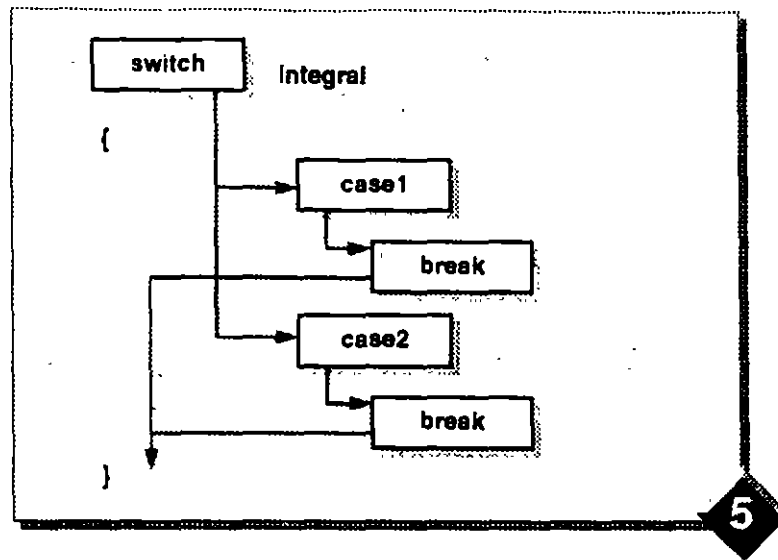 switch Integral
{
case1
break
case2
break
}
5